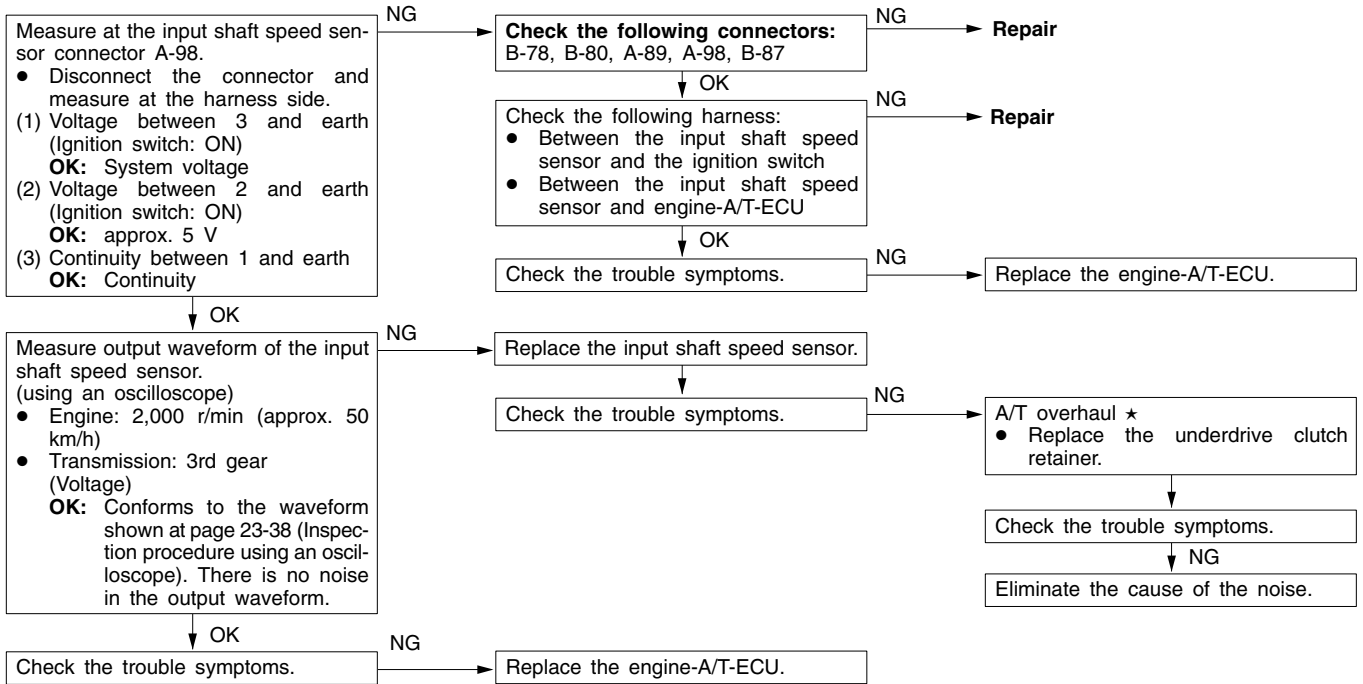 Measure at the input shaft speed sen-
sor connector A-98.
● Disconnect the connector and
measure at the harness side.
(1) Voltage between 3 and earth
(Ignition switch: ON)
OK: System voltage
(2) Voltage between 2 and earth
(Ignition switch: ON)
OK: approx. 5 V
(3) Continuity between 1 and earth
OK: Continuity
NG
Check the following connectors:
B-78, B-80, A-89, A-98, B-87
NG
Repair
OK
Check the following harness:
● Between the input shaft speed
sensor and the ignition switch
● Between the input shaft speed
sensor and engine-A/T-ECU
NG
Repair
OK
Check the trouble symptoms.
NG
Replace the engine-A/T-ECU.
OK
Measure output waveform of the input
shaft speed sensor.
(using an oscilloscope)
● Engine: 2,000 r/min (approx. 50
km/h)
● Transmission: 3rd gear
(Voltage)
OK: Conforms to the waveform
shown at page 23-38 (Inspec-
tion procedure using an oscil-
loscope). There is no noise
in the output waveform.
NG
Replace the input shaft speed sensor.
Check the trouble symptoms.
NG
A/T overhaul ★
● Replace the underdrive clutch
retainer.
Check the trouble symptoms.
NG
Eliminate the cause of the noise.
OK
Check the trouble symptoms.
NG
Replace the engine-A/T-ECU.